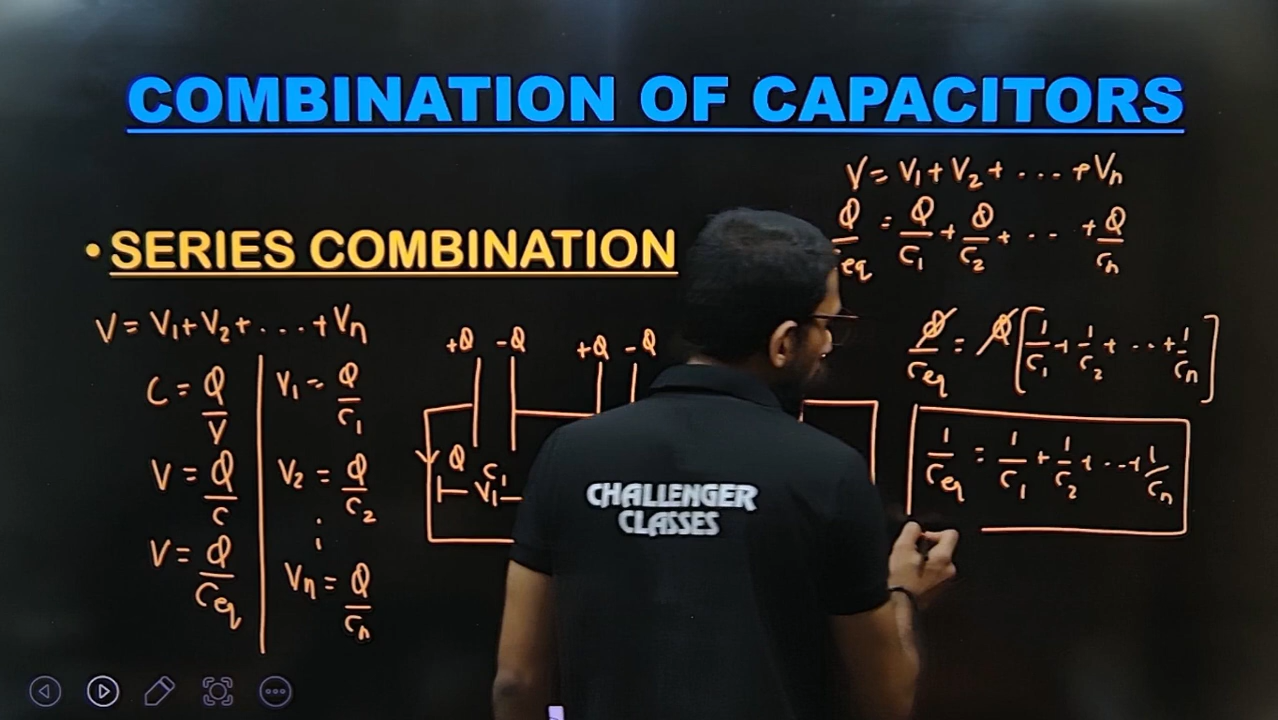 COMBINATION OF CAPACITORS
• SERIES COMBINATION
V = V1 + V2 + ... + Vn
C = Q/V
V = Q/C
V = Q/Ceq
V1 = Q/C1
V2 = Q/C2
⋮
Vn = Q/Cn
+Q -Q +Q -Q
Q C1
V1
CHALLENGER
CLASSES
V = V1 + V2 + ... + Vn
Q/Ceq = Q/C1 + Q/C2 + ... + Q/Cn
Q/Ceq = Q[1/C1 + 1/C2 + ... + 1/Cn]
1/Ceq = 1/C1 + 1/C2 + ... + 1/Cn